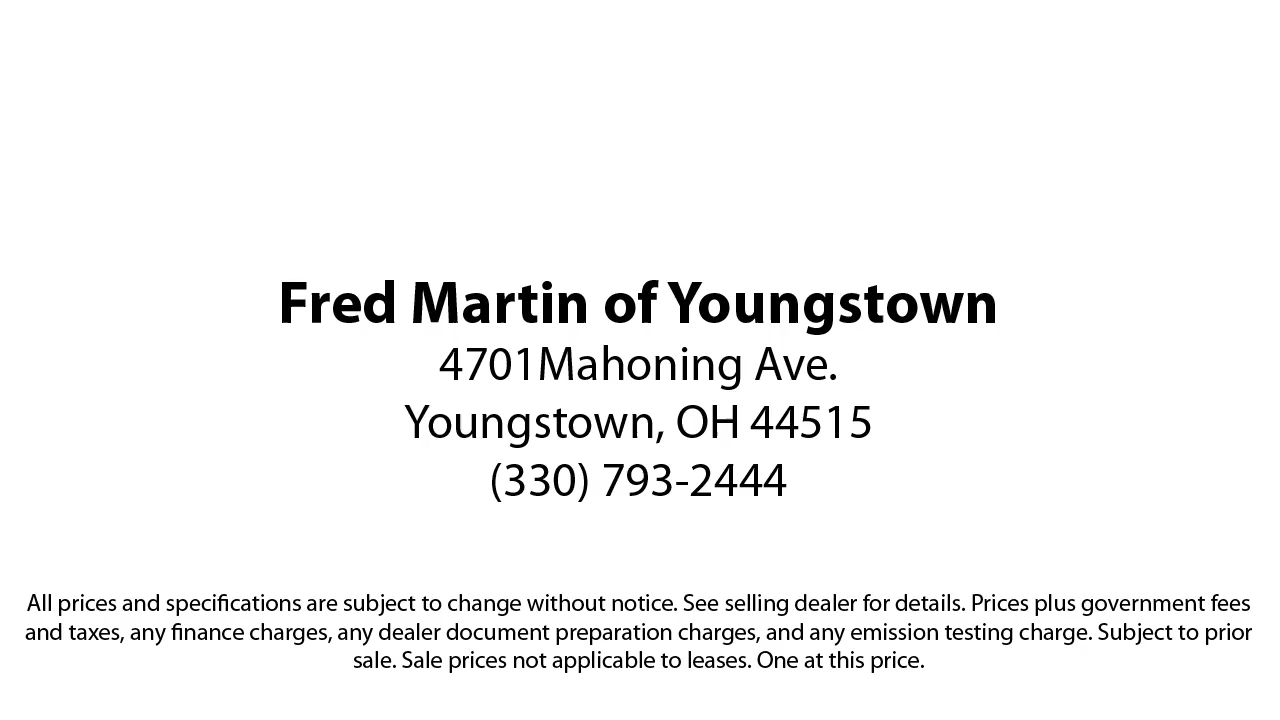 Fred Martin of Youngstown
4701Mahoning Ave.
Youngstown, OH 44515
(330) 793-2444
All prices and specifications are subject to change without notice. See selling dealer for details. Prices plus government fees
and taxes, any finance charges, any dealer document preparation charges, and any emission testing charge. Subject to prior
sale. Sale prices not applicable to leases. One at this price.